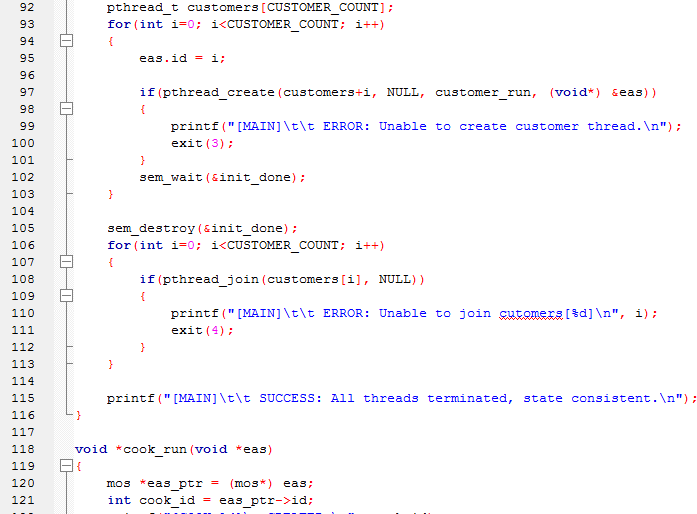 92 pthread_t customers[CUSTOMER_COUNT];
93 for(int i=0; i<CUSTOMER_COUNT; i++)
94 {
95 eas.id = i;
96
97 if(pthread_create(customers+i, NULL, customer_run, (void*) &eas))
98 {
99 printf("[MAIN]\t\t ERROR: Unable to create customer thread.\n");
100 exit(3);
101 }
102 sem_wait(&init_done);
103 }
104
105 sem_destroy(&init_done);
106 for(int i=0; i<CUSTOMER_COUNT; i++)
107 {
108 if(pthread_join(customers[i], NULL))
109 {
110 printf("[MAIN]\t\t ERROR: Unable to join cutomers[%d]\n", i);
111 exit(4);
112 }
113 }
114
115 printf("[MAIN]\t\t SUCCESS: All threads terminated, state consistent.\n");
116 }
117
118 void *cook_run(void *eas)
119 {
120 mos *eas_ptr = (mos*) eas;
121 int cook_id = eas_ptr->id;